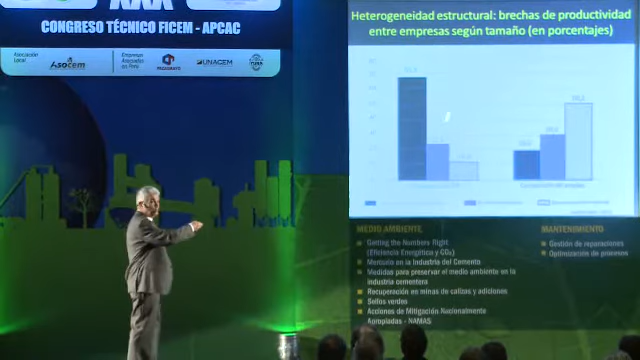 XXX
CONGRESO TÉCNICO FICEM - APCAC
Asociación
Local
Asocem
Empresas
Asociadas
en Perú
PACASMAYO
UNACEM
YURA
Heterogeneidad estructural: brechas de productividad
entre empresas según tamaño (en porcentajes)
MEDIO AMBIENTE
Getting the Numbers Right
(Eficiencia Energética y CO2)
Mercurio en la Industria del Cemento
Medidas para preservar el medio ambiente en la
industria cementera
Recuperación en minas de calizas y adiciones
Sellos verdes
Acciones de Mitigación Nacionalmente
Apropiadas - NAMAS
MANTENIMIENTO
Gestión de reparaciones
Optimización de procesos